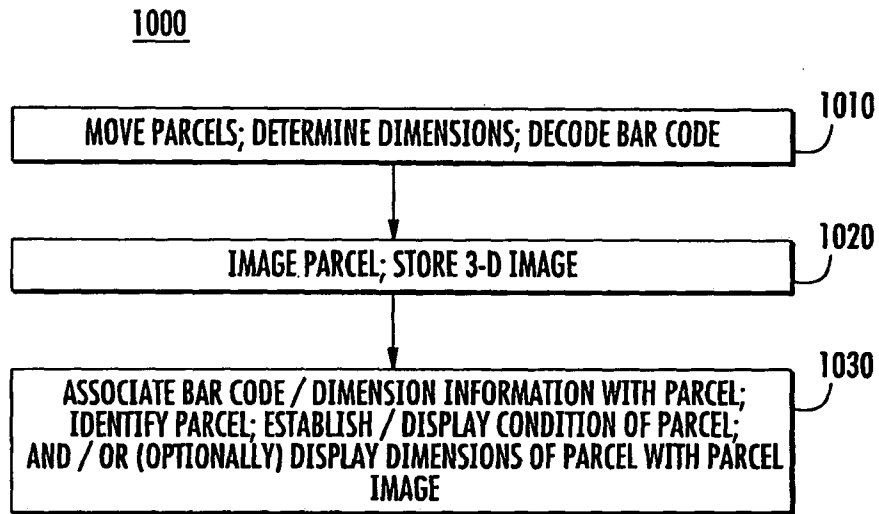 1000
MOVE PARCELS; DETERMINE DIMENSIONS; DECODE BAR CODE
1010
IMAGE PARCEL; STORE 3-D IMAGE
1020
ASSOCIATE BAR CODE / DIMENSION INFORMATION WITH PARCEL;
IDENTIFY PARCEL; ESTABLISH / DISPLAY CONDITION OF PARCEL;
AND / OR (OPTIONALLY) DISPLAY DIMENSIONS OF PARCEL WITH PARCEL
IMAGE
1030